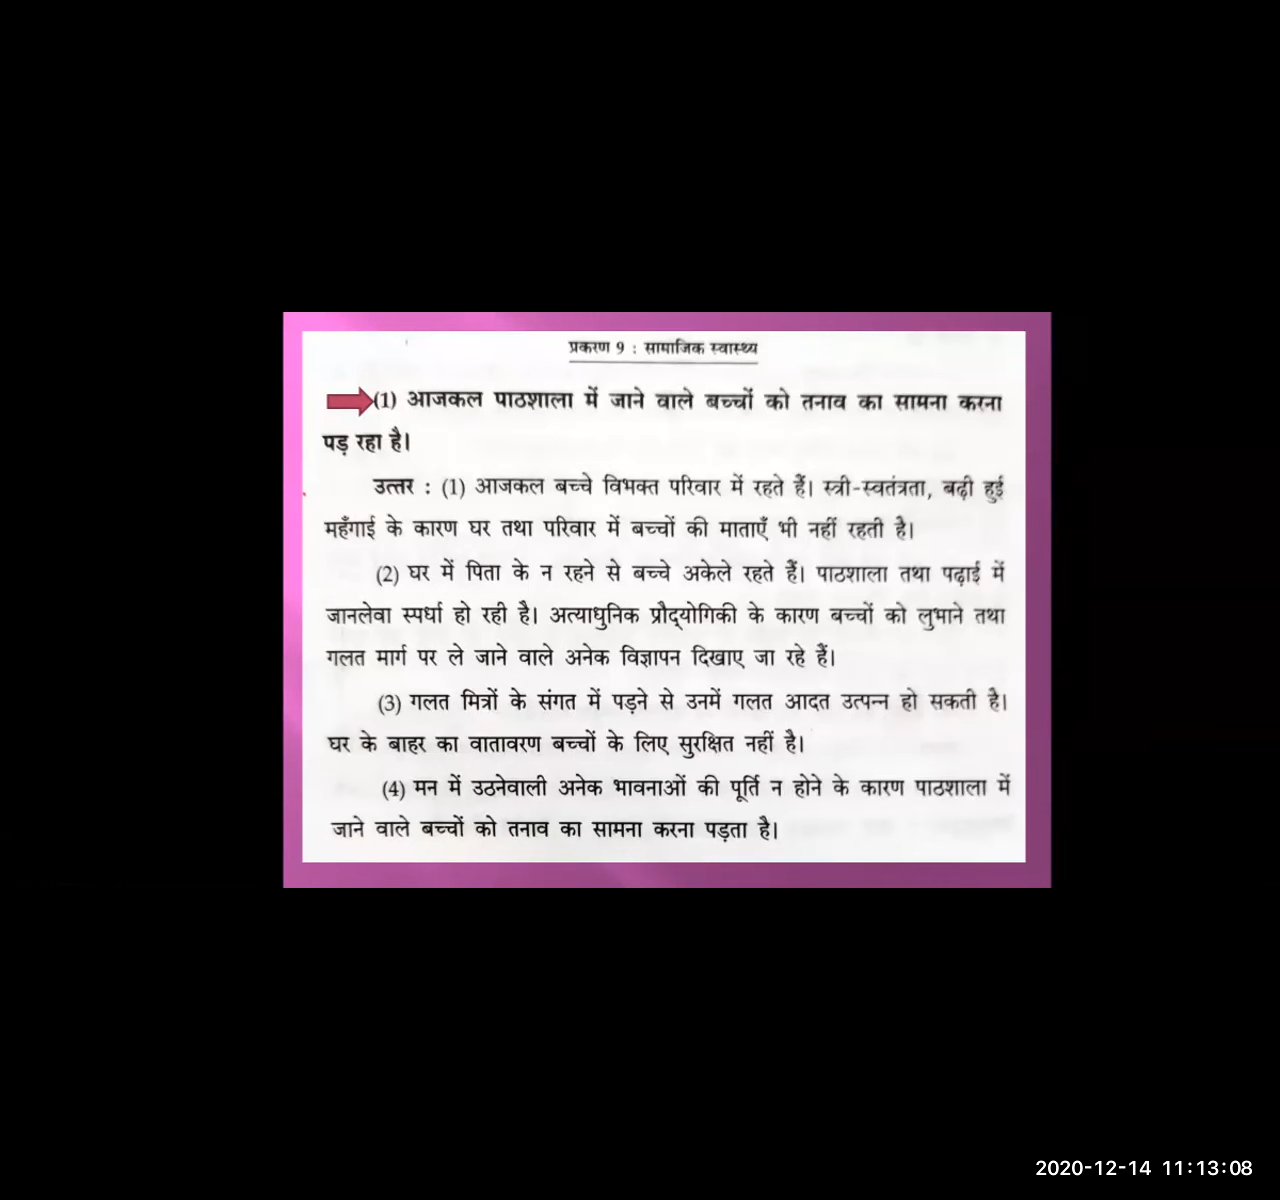 प्रकरण 9 : सामाजिक स्वास्थ्य
(1) आजकल पाठशाला में जाने वाले बच्चों को तनाव का सामना करना
पड़ रहा है।
उत्तर : (1) आजकल बच्चे विभक्त परिवार में रहते हैं। स्त्री-स्वतंत्रता, बढ़ी हुई
महँगाई के कारण घर तथा परिवार में बच्चों की माताएँ भी नहीं रहती है।
(2) घर में पिता के न रहने से बच्चे अकेले रहते हैं। पाठशाला तथा पढ़ाई में
जानलेवा स्पर्धा हो रही है। अत्याधुनिक प्रौद्‌योगिकी के कारण बच्चों को लुभाने तथा
गलत मार्ग पर ले जाने वाले अनेक विज्ञापन दिखाए जा रहे हैं।
(3) गलत मित्रों के संगत में पड़ने से उनमें गलत आदत उत्पन्न हो सकती है।
घर के बाहर का वातावरण बच्चों के लिए सुरक्षित नहीं है।
(4) मन में उठनेवाली अनेक भावनाओं की पूर्ति न होने के कारण पाठशाला में
जाने वाले बच्चों को तनाव का सामना करना पड़ता है।
2020-12-14 11:13:08